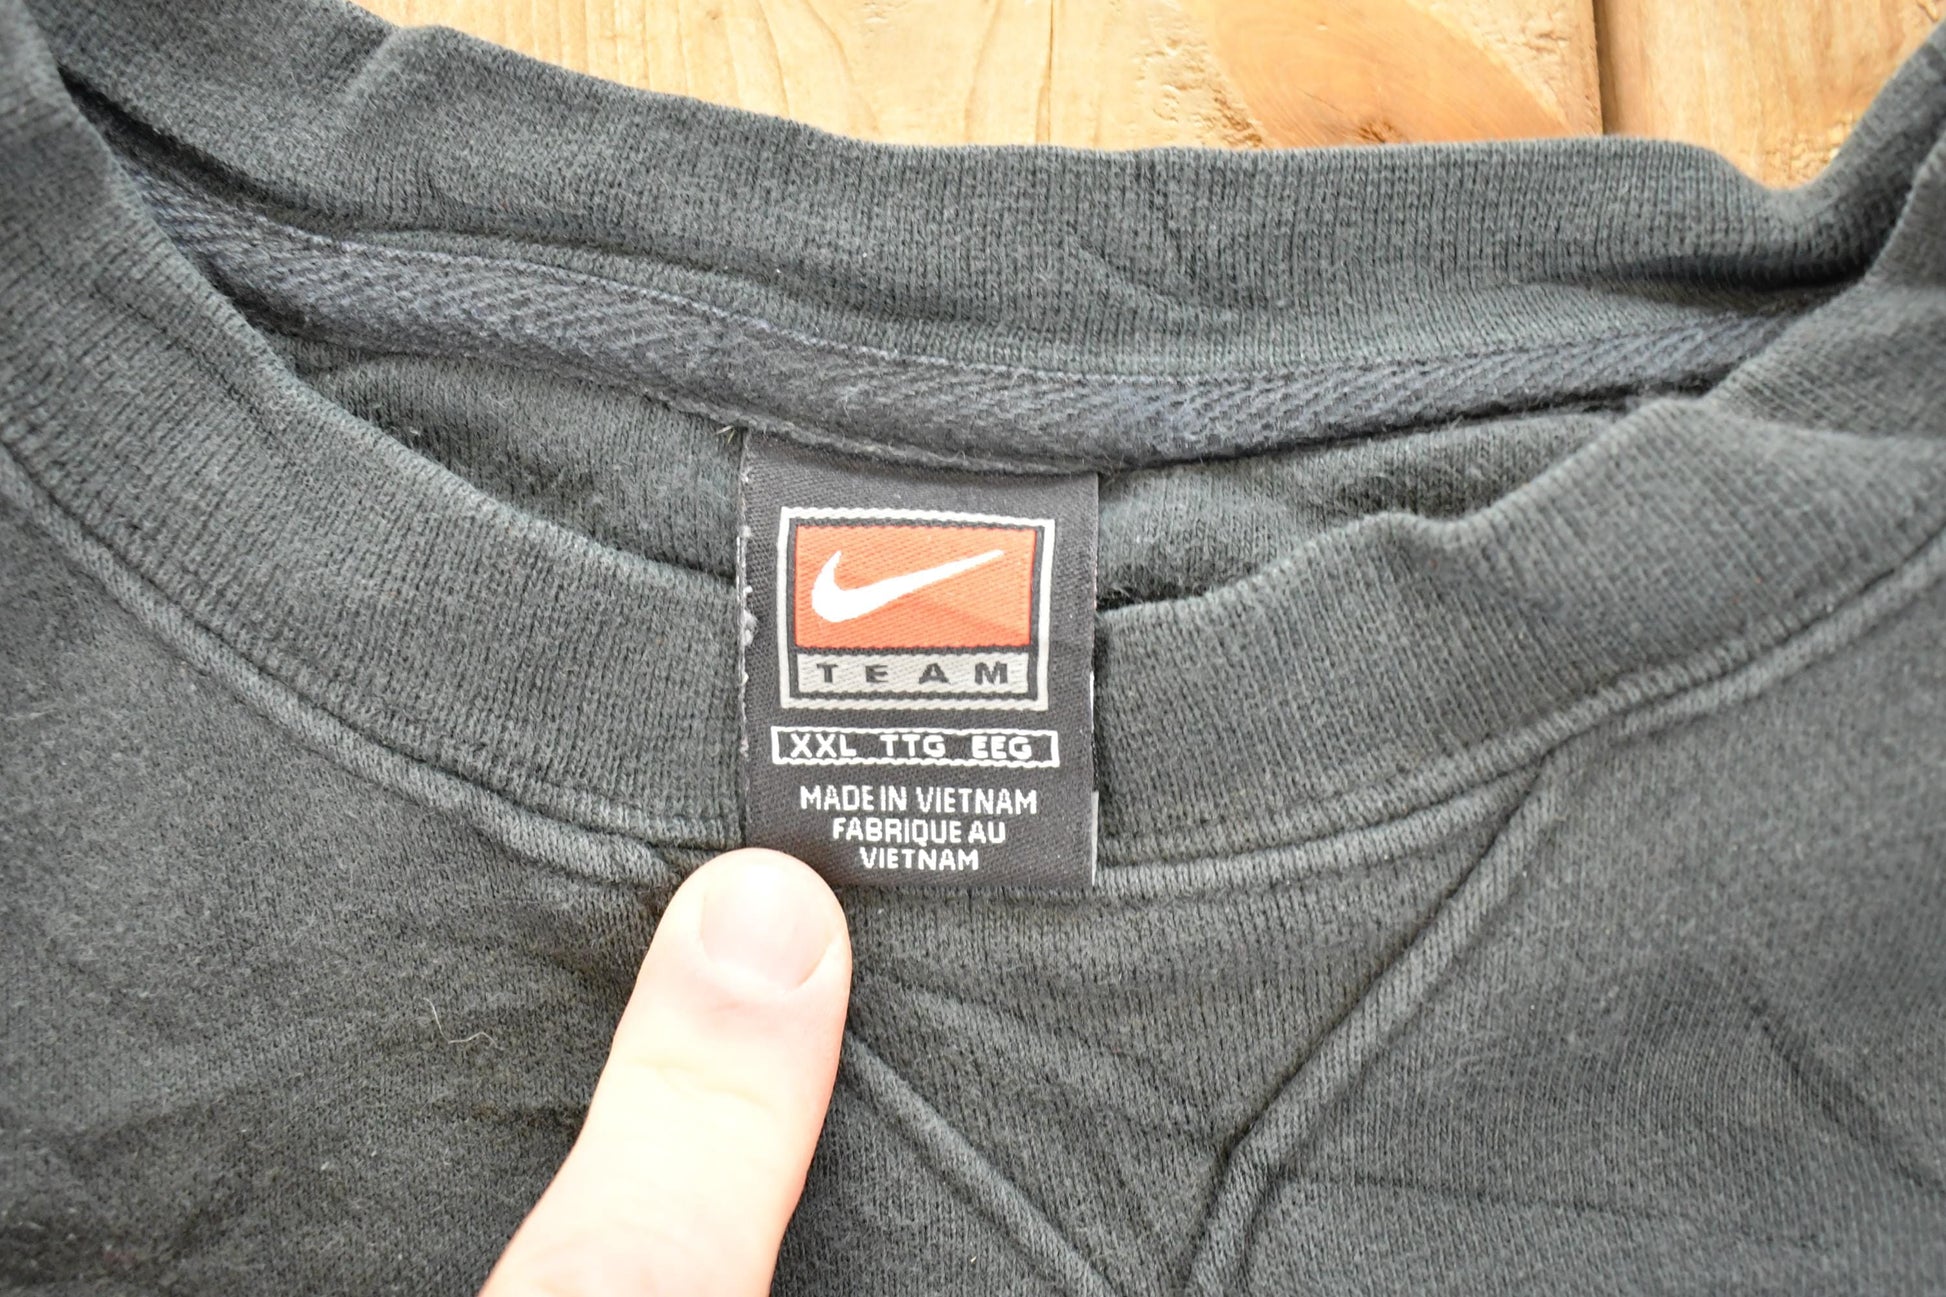 TEAM
XXL TTG EEG
MADE IN VIETNAM
FABRIQUE AU
VIETNAM